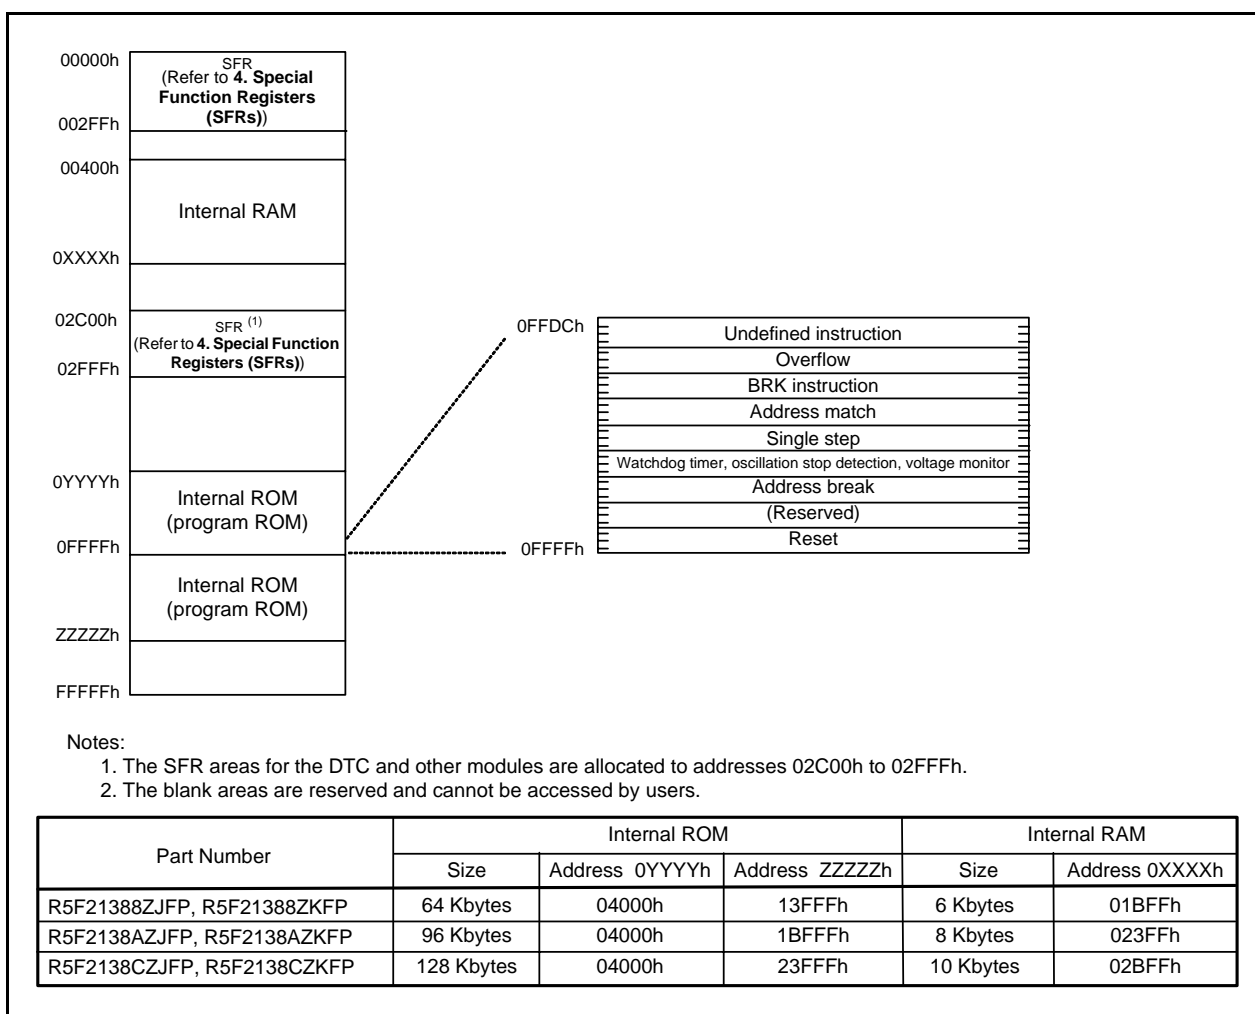 00000h
SFR
(Refer to 4. Special
Function Registers
(SFRs))
002FFh
00400h
Internal RAM
0XXXXh
02C00h
SFR (1)
(Refer to 4. Special Function
Registers (SFRs))
02FFFh
0YYYYh
Internal ROM
(program ROM)
0FFFFh
Internal ROM
(program ROM)
ZZZZZh
FFFFFh
0FFDCh
Undefined instruction
Overflow
BRK instruction
Address match
Single step
Watchdog timer, oscillation stop detection, voltage monitor
Address break
(Reserved)
Reset
0FFFFh
Notes:
1. The SFR areas for the DTC and other modules are allocated to addresses 02C00h to 02FFFh.
2. The blank areas are reserved and cannot be accessed by users.
Part Number Internal ROM Internal RAM
Size Address 0YYYYh Address ZZZZZh Size Address 0XXXXh
R5F21388ZJFP, R5F21388ZKFP 64 Kbytes 04000h 13FFFh 6 Kbytes 01BFFh
R5F2138AZJFP, R5F2138AZKFP 96 Kbytes 04000h 1BFFFh 8 Kbytes 023FFh
R5F2138CZJFP, R5F2138CZKFP 128 Kbytes 04000h 23FFFh 10 Kbytes 02BFFh